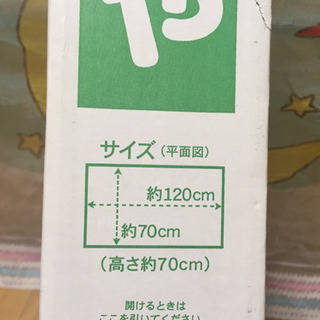 サイズ(平面図)
約120cm
約70cm
(高さ約70cm)
開けるときは
ここを引いてください